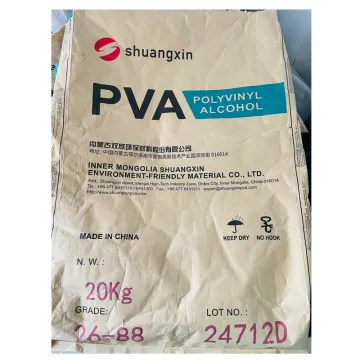 shuangxin
PVA
POLYVINYL
ALCOHOL
内蒙古双欣环保材料股份有限公司
INNER MONGOLIA SHUANGXIN
ENVIRONMENT-FRIENDLY MATERIAL CO., LTD.
MADE IN CHINA
KEEP DRY
NO HOOK
N. W.:
20Kg
GRADE:
LOT NO:
26-88
24712D